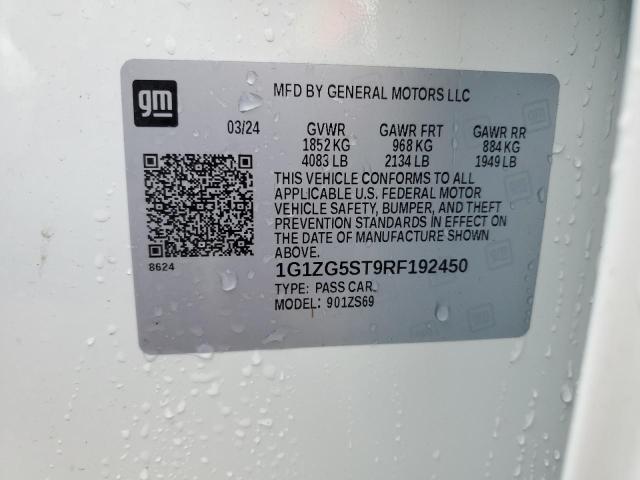 gm
MFD BY GENERAL MOTORS LLC
03/24 GVWR GAWR FRT GAWR RR
1852 KG 968 KG 884 KG
4083 LB 2134 LB 1949 LB
THIS VEHICLE CONFORMS TO ALL
APPLICABLE U.S. FEDERAL MOTOR
VEHICLE SAFETY, BUMPER, AND THEFT
PREVENTION STANDARDS IN EFFECT ON
THE DATE OF MANUFACTURE SHOWN
ABOVE.
8624
1G1ZG5ST9RF192450
TYPE: PASS CAR
MODEL: 901ZS69